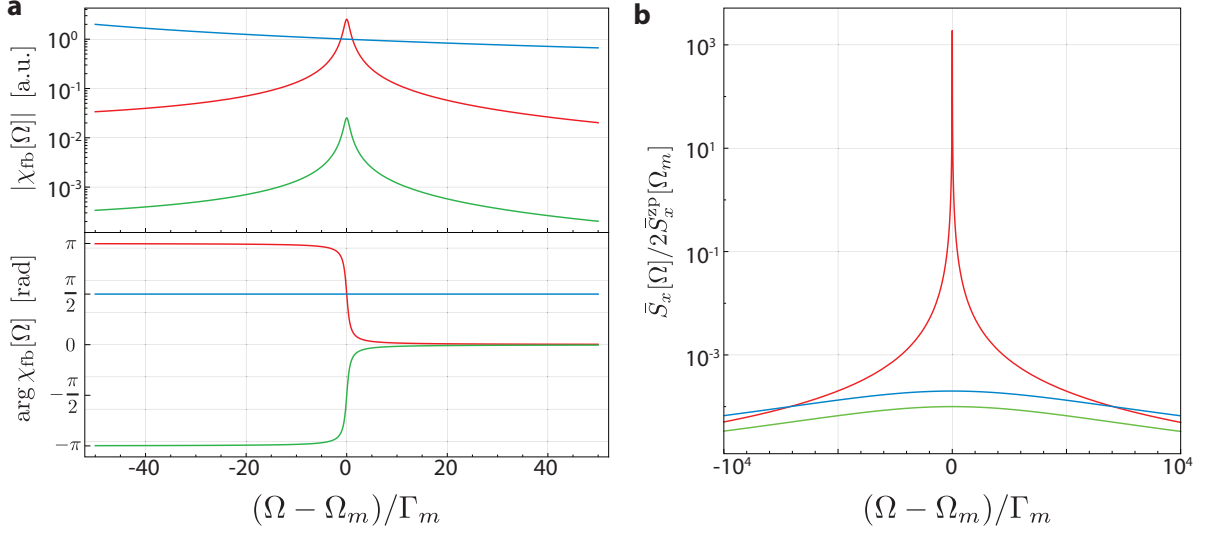 a
|χ_fb[Ω]| [a.u.]
10^0
10^-1
10^-2
10^-3
arg χ_fb[Ω] [rad]
π
π/2
0
-π/2
-π
-40 -20 0 20 40
(Ω − Ω_m)/Γ_m
b
S̄_x[Ω]/2S̄_x^zp[Ω_m]
10^3
10^1
10^-1
10^-3
-10^4 0 10^4
(Ω − Ω_m)/Γ_m